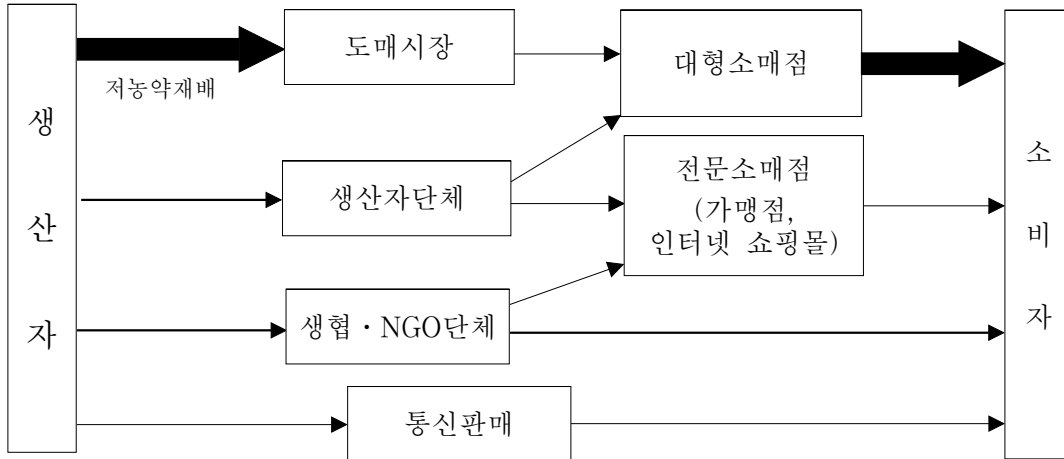 생산자
저농약재배
도매시장
대형소매점
생산자단체
전문소매점
(가맹점,
인터넷 쇼핑몰)
생협·NGO단체
통신판매
소비자